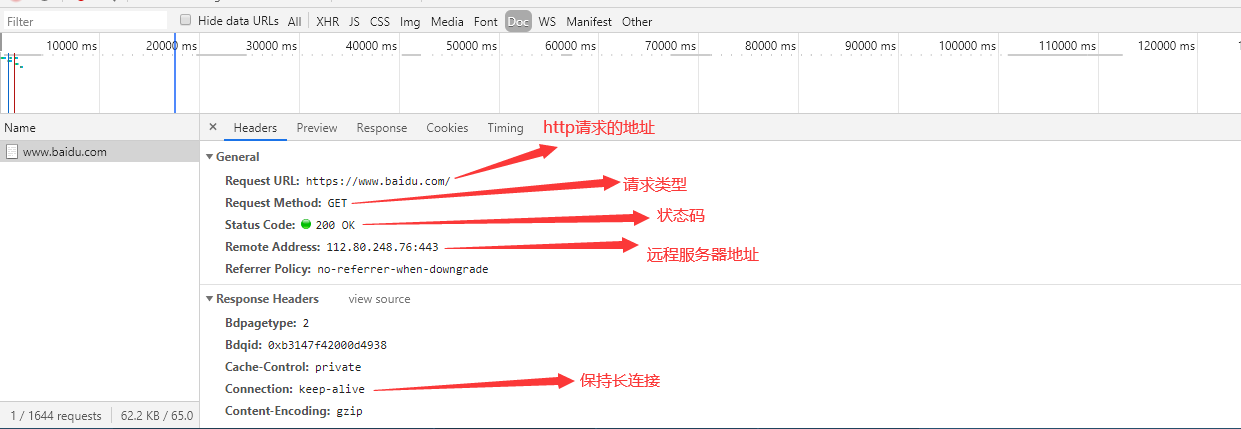 Filter Hide data URLs All XHR JS CSS Img Media Font Doc WS Manifest Other
10000 ms 20000 ms 30000 ms 40000 ms 50000 ms 60000 ms 70000 ms 80000 ms 90000 ms 100000 ms 110000 ms 120000 ms
Name × Headers Preview Response Cookies Timing http请求的地址
www.baidu.com
General
Request URL: https://www.baidu.com/
Request Method: GET 请求类型
Status Code: 200 OK 状态码
Remote Address: 112.80.248.76:443 远程服务器地址
Referrer Policy: no-referrer-when-downgrade
Response Headers view source
Bdpagetype: 2
Bdqid: 0xb3147f42000d4938
Cache-Control: private
Connection: keep-alive 保持长连接
Content-Encoding: gzip
1 / 1644 requests 62.2 KB / 65.0